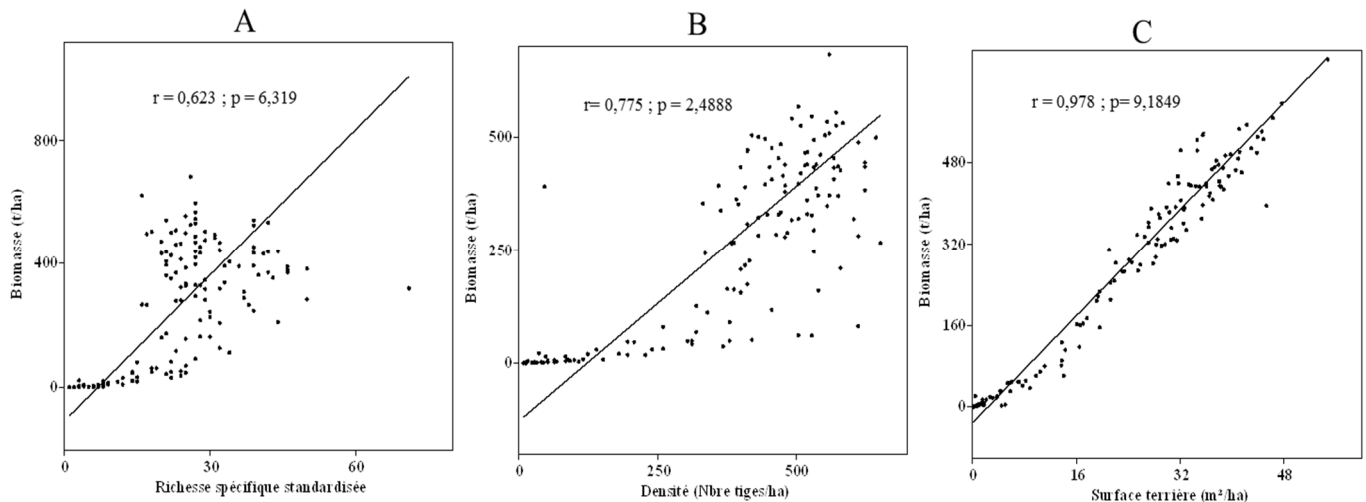 A
r = 0,623 ; p = 6,319
Biomasse (t/ha)
800
400
0
0
30
60
Richesse spécifique standardisée
B
r= 0,775 ; p = 2,4888
Biomasse (t/ha)
500
250
0
0
250
500
Densité (Nbre tiges/ha)
C
r = 0,978 ; p= 9,1849
Biomasse (t/ha)
480
320
160
0
0
16
32
48
Surface terrière (m²/ha)